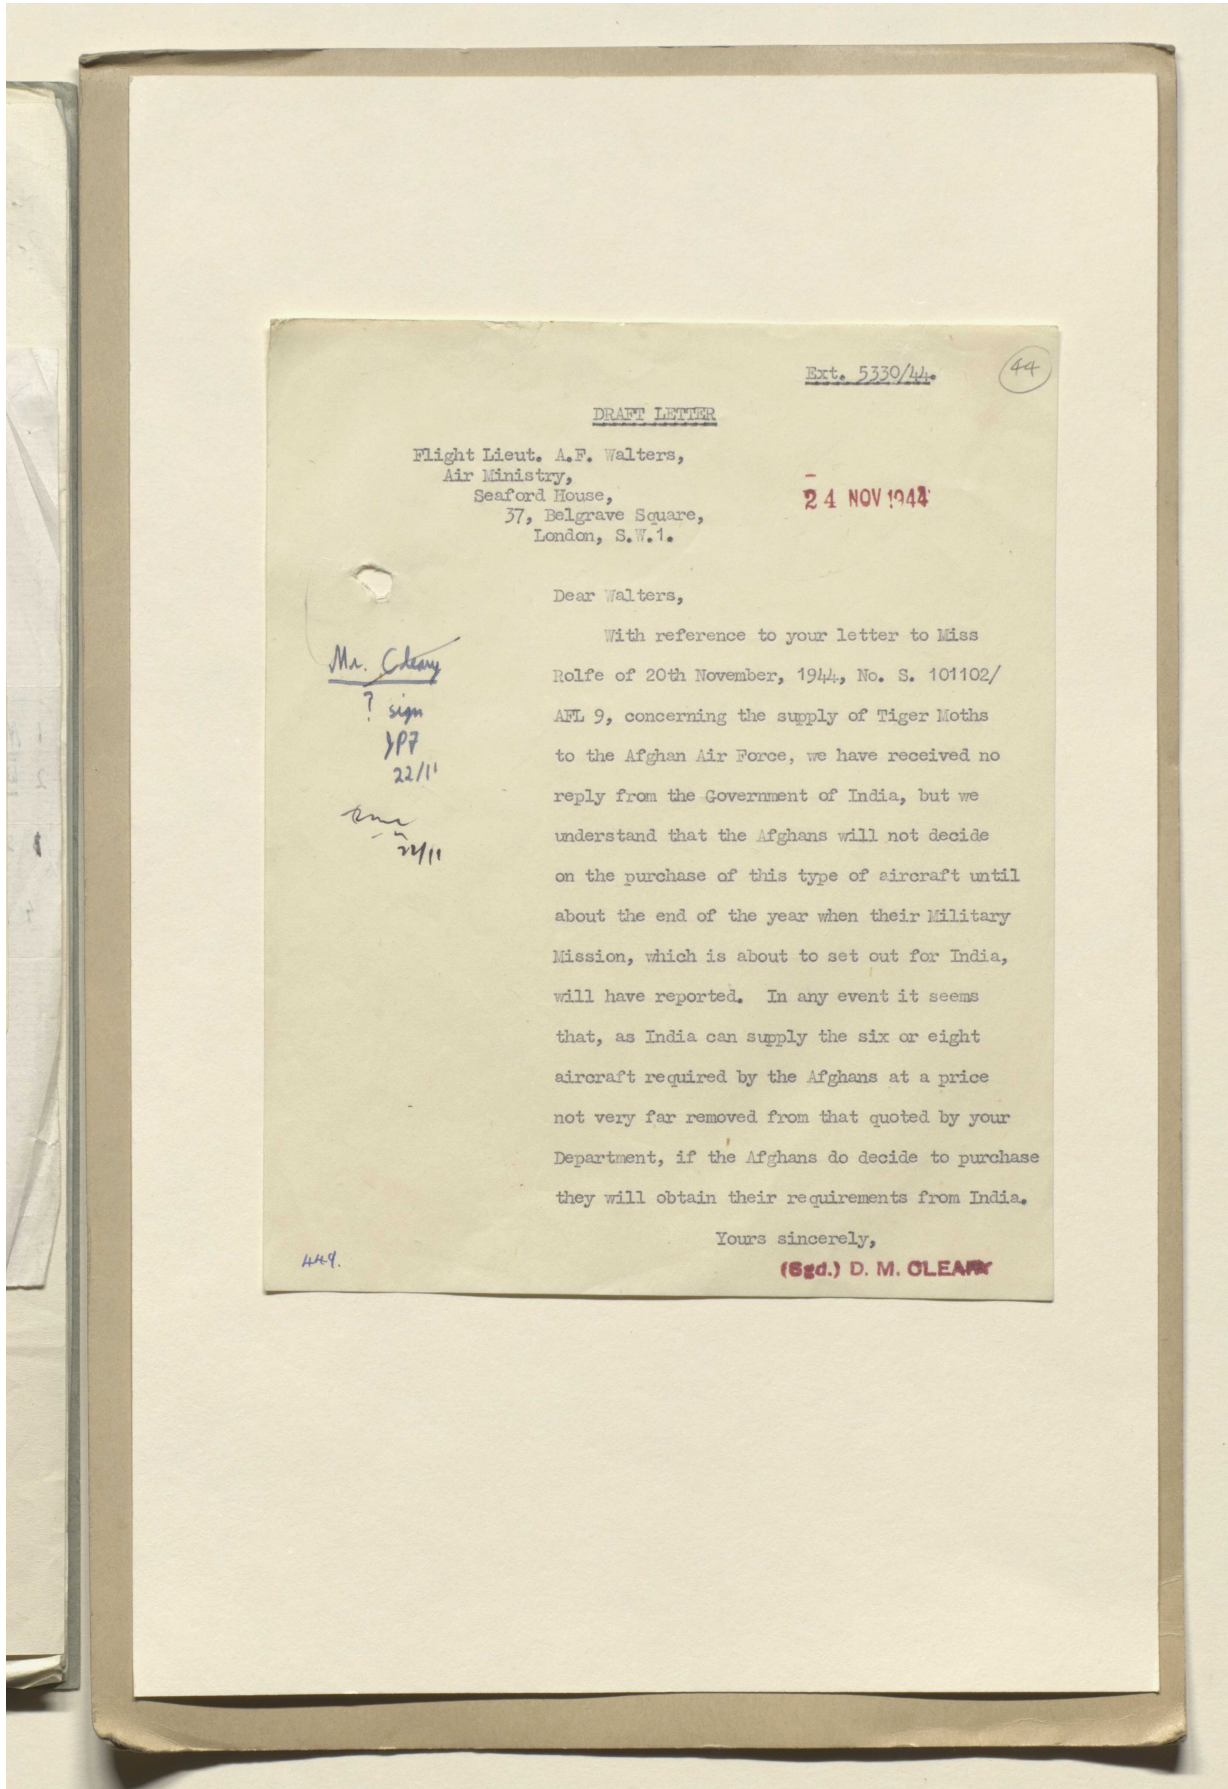 Ext. 5330/44.
44
DRAFT LETTER
Flight Lieut. A.F. Walters,
Air Ministry,
Seaford House,
37, Belgrave Square,
London, S.W.1.
24 NOV 1944
Dear Walters,
With reference to your letter to Miss
Rolfe of 20th November, 1944, No. S. 101102/
AFL 9, concerning the supply of Tiger Moths
to the Afghan Air Force, we have received no
reply from the Government of India, but we
understand that the Afghans will not decide
on the purchase of this type of aircraft until
about the end of the year when their Military
Mission, which is about to set out for India,
will have reported. In any event it seems
that, as India can supply the six or eight
aircraft required by the Afghans at a price
not very far removed from that quoted by your
Department, if the Afghans do decide to purchase
they will obtain their requirements from India.
Yours sincerely,
(Sgd.) D. M. CLEARY
Mr. Cleary
? sign
22/11
22/11
449.